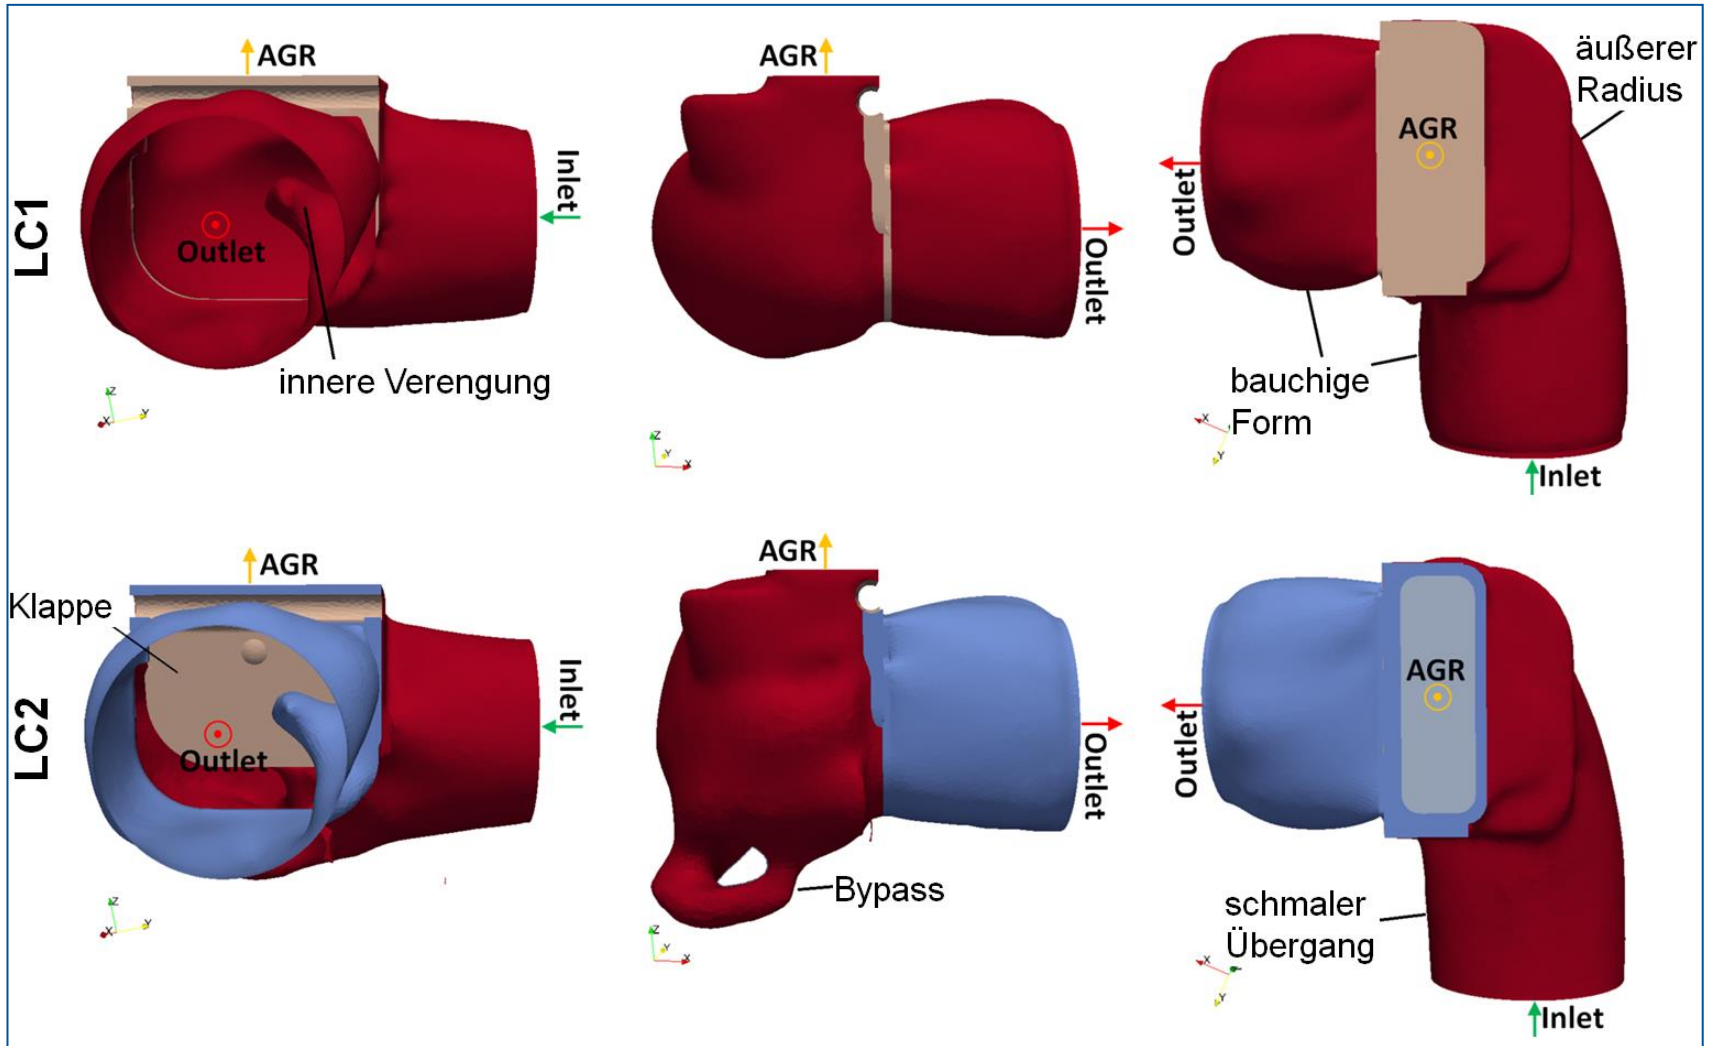 LC1
AGR
Inlet
Outlet
innere Verengung
Z
Y
X
AGR
Outlet
Z
Y
X
äußerer
Radius
AGR
Outlet
bauchige
Form
X
Y
Inlet
LC2
AGR
Klappe
Inlet
Outlet
Z
Y
X
AGR
Outlet
Bypass
Z
Y
X
AGR
Outlet
schmaler
Übergang
X
Y
Inlet